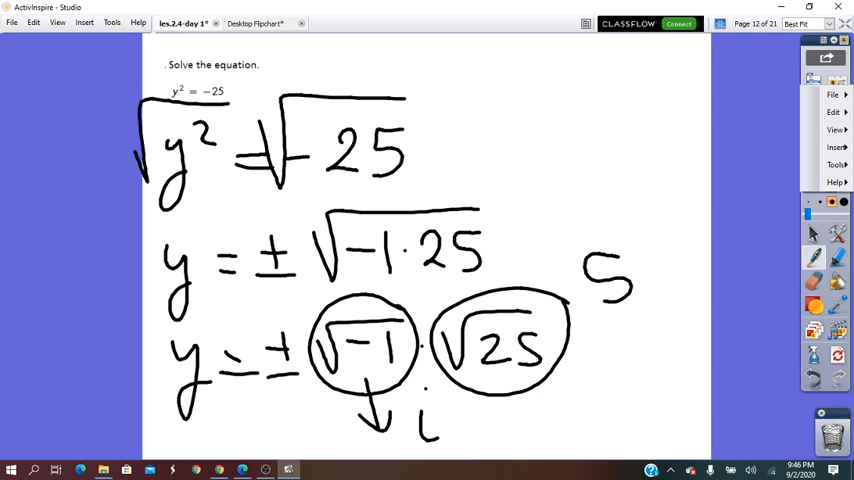 ActivInspire - Studio
File Edit View Insert Tools Help les.2.4-day 1* Desktop Flipchart* CLASSFLOW Connect Page 12 of 21 Best Fit
. Solve the equation.
y² = -25
√y² = √-25
y = ± √-1·25
5
y = ± √-1 · √25
↓ i
File
Edit
View
Insert
Tools
Help
9:46 PM
9/2/2020